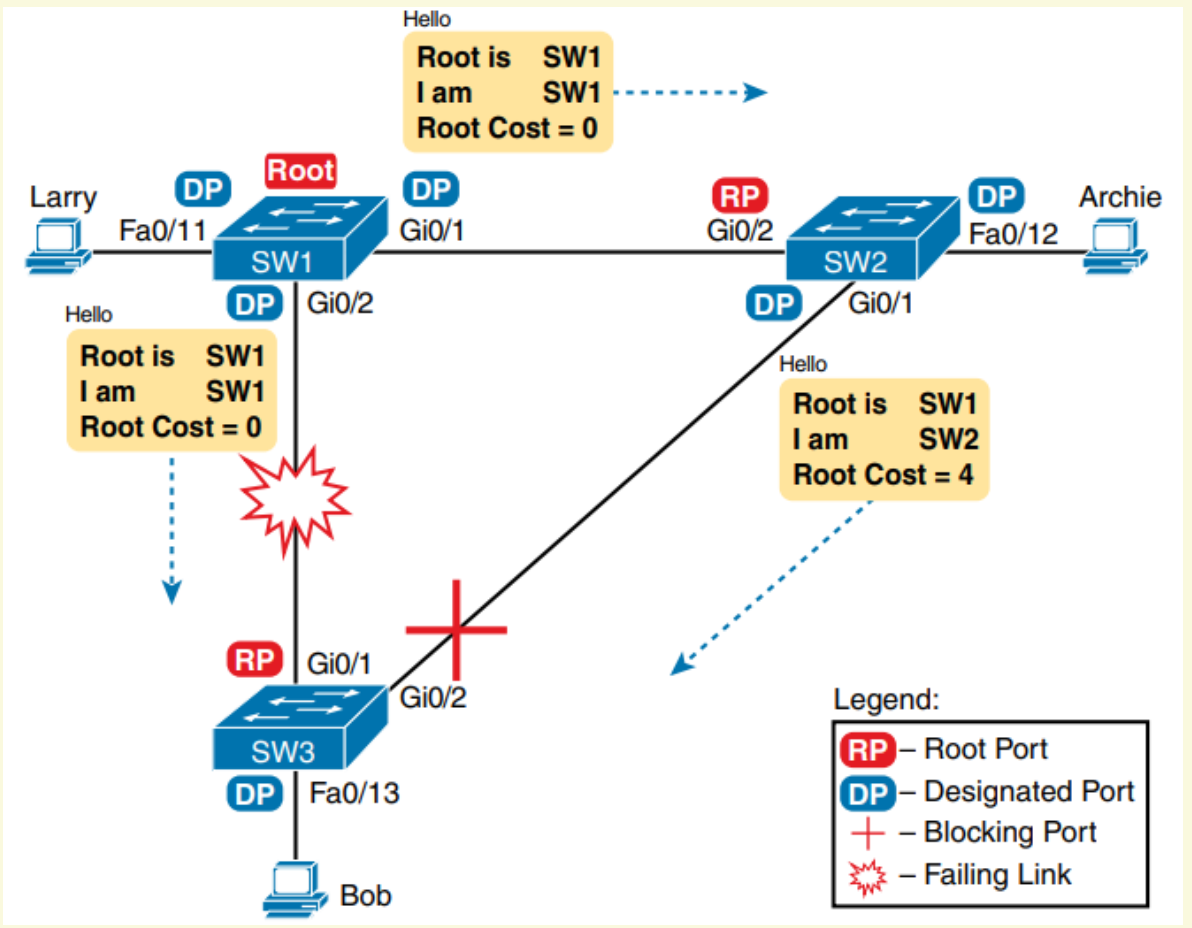 Hello
Root is SW1
I am SW1
Root Cost = 0
Larry
DP
Root
DP
RP
DP
Archie
Fa0/11
Gi0/1
Gi0/2
Fa0/12
SW1
SW2
DP
Gi0/2
DP
Gi0/1
Hello
Root is SW1
I am SW1
Root Cost = 0
Hello
Root is SW1
I am SW2
Root Cost = 4
RP
Gi0/1
Gi0/2
SW3
DP
Fa0/13
Bob
Legend:
RP – Root Port
DP – Designated Port
– Blocking Port
– Failing Link